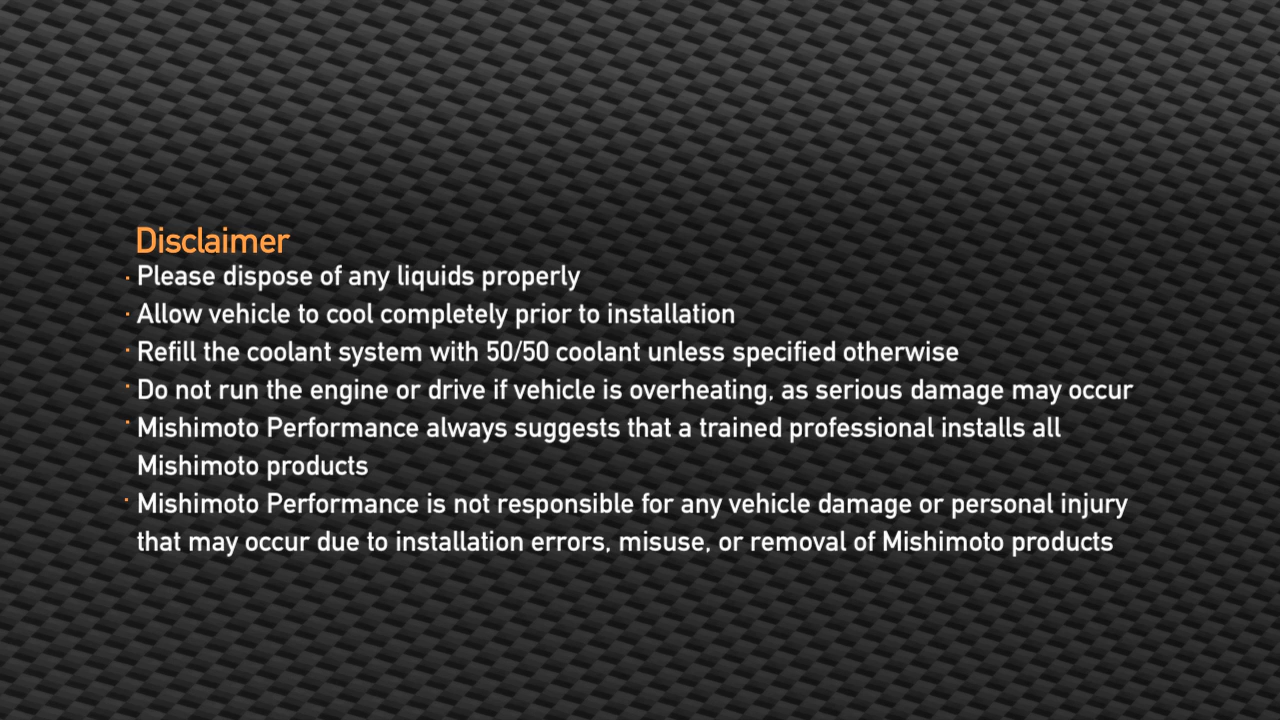 Disclaimer
· Please dispose of any liquids properly
· Allow vehicle to cool completely prior to installation
· Refill the coolant system with 50/50 coolant unless specified otherwise
· Do not run the engine or drive if vehicle is overheating, as serious damage may occur
· Mishimoto Performance always suggests that a trained professional installs all
Mishimoto products
· Mishimoto Performance is not responsible for any vehicle damage or personal injury
that may occur due to installation errors, misuse, or removal of Mishimoto products